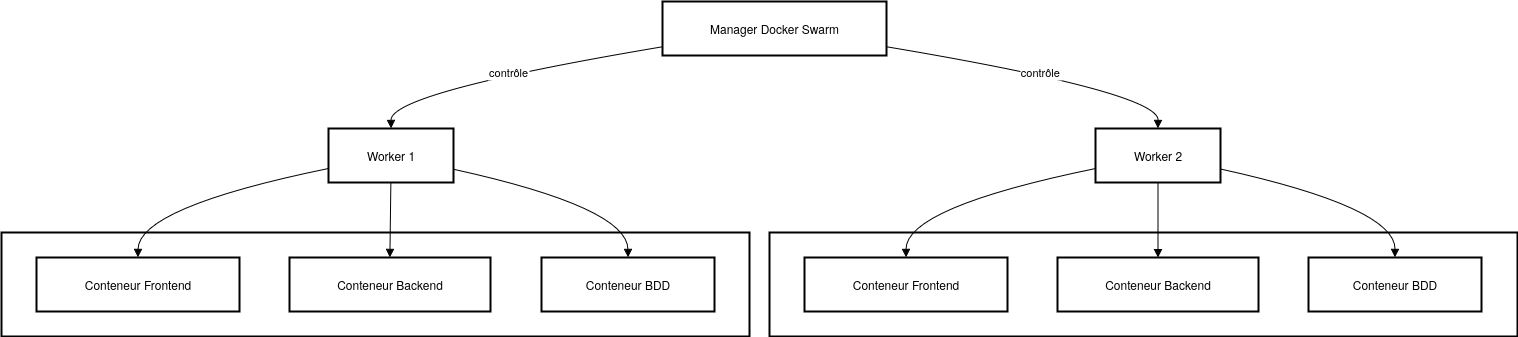 Manager Docker Swarm
contrôle
contrôle
Worker 1
Worker 2
Conteneur Frontend
Conteneur Backend
Conteneur BDD
Conteneur Frontend
Conteneur Backend
Conteneur BDD